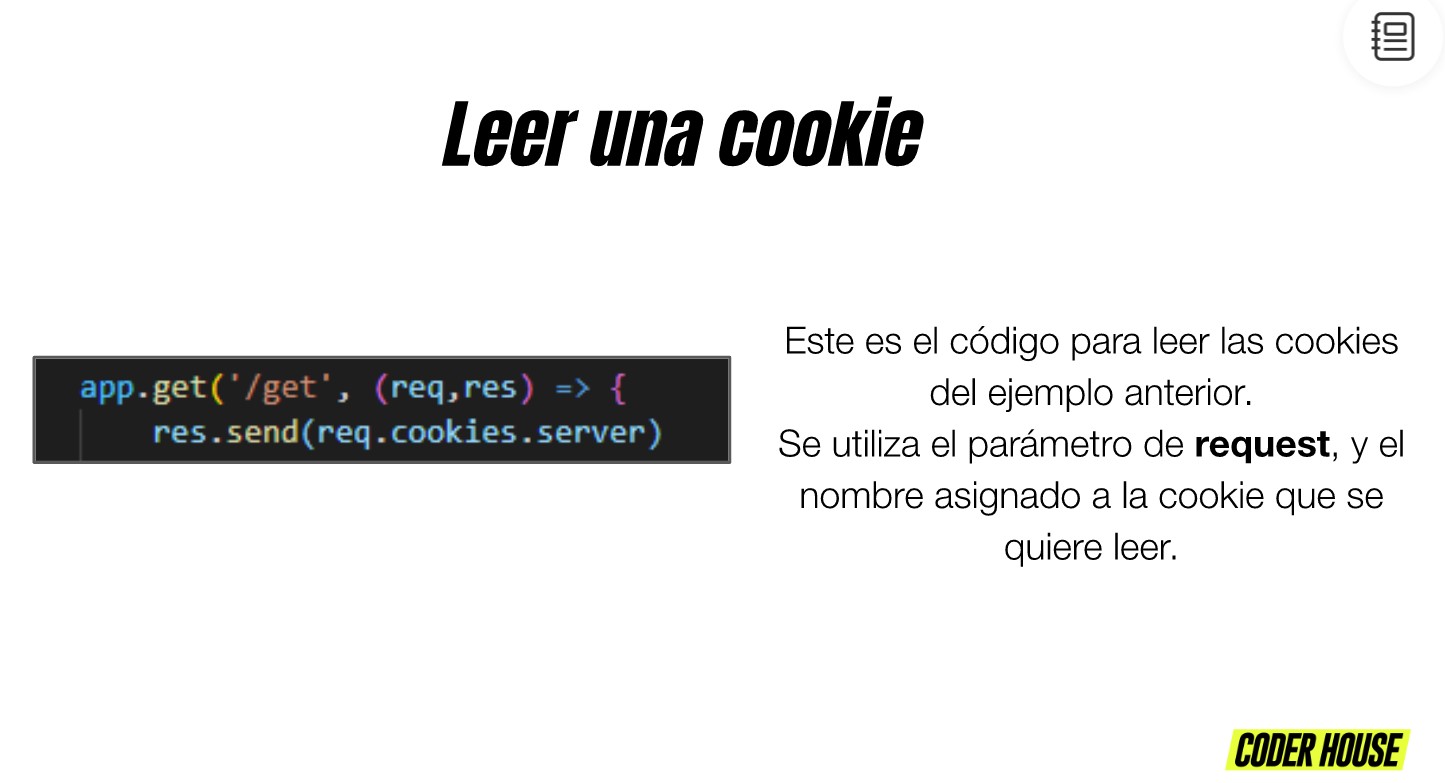 Leer una cookie
app.get('/get', (req,res) => {
res.send(req.cookies.server)
Este es el código para leer las cookies
del ejemplo anterior.
Se utiliza el parámetro de request, y el
nombre asignado a la cookie que se
quiere leer.
CODER HOUSE